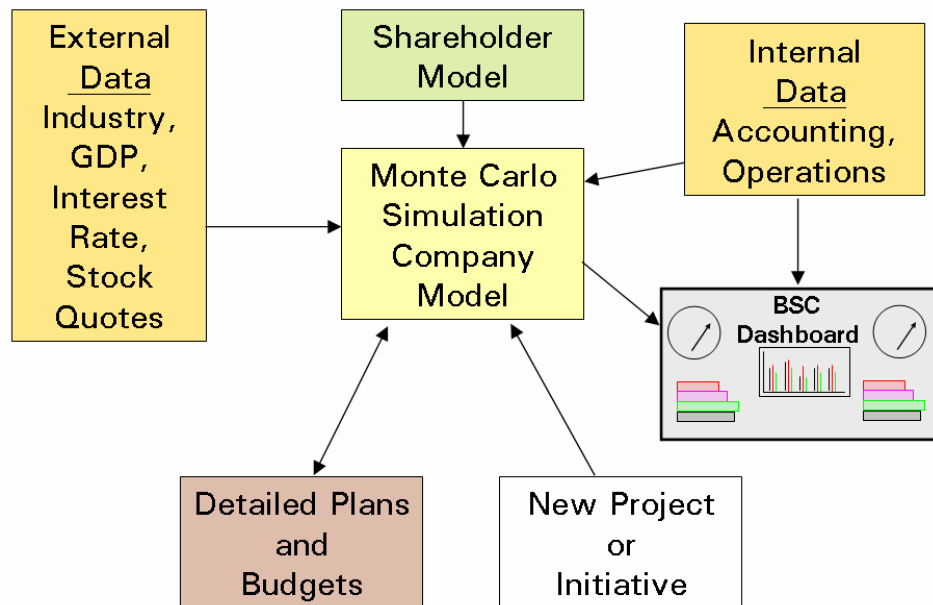 External
Data
Industry,
GDP,
Interest
Rate,
Stock
Quotes
Shareholder
Model
Internal
Data
Accounting,
Operations
Monte Carlo
Simulation
Company
Model
BSC
Dashboard
Detailed Plans
and
Budgets
New Project
or
Initiative